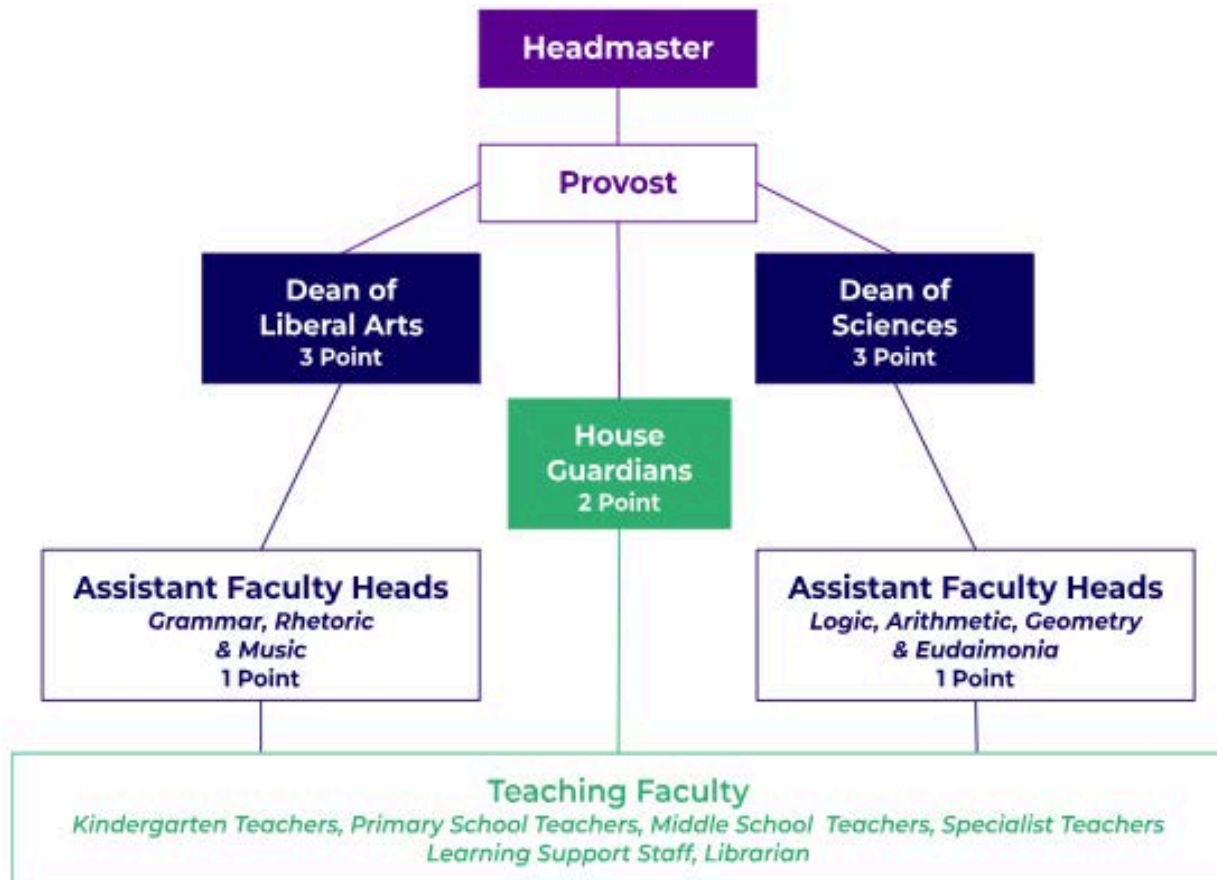 Headmaster
Provost
Dean of
Liberal Arts
3 Point
Dean of
Sciences
3 Point
House
Guardians
2 Point
Assistant Faculty Heads
Grammar, Rhetoric
& Music
1 Point
Assistant Faculty Heads
Logic, Arithmetic, Geometry
& Eudaimonia
1 Point
Teaching Faculty
Kindergarten Teachers, Primary School Teachers, Middle School Teachers, Specialist Teachers
Learning Support Staff, Librarian